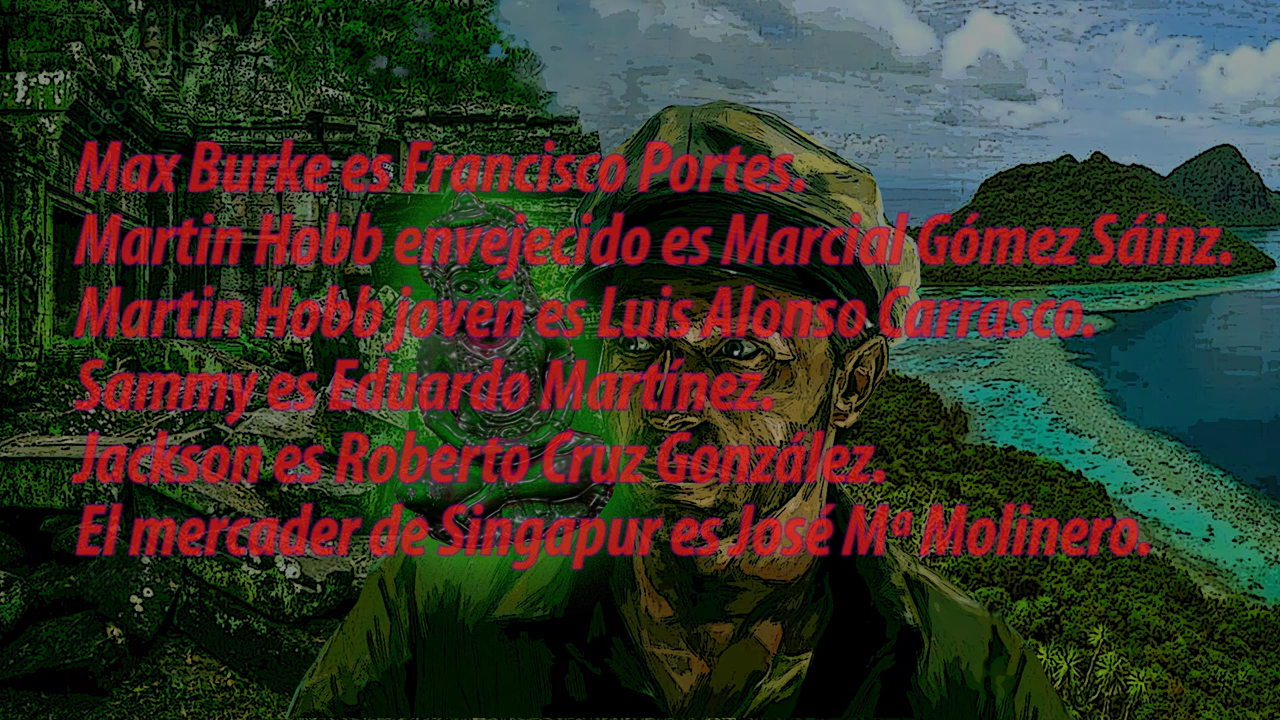 Max Burke es Francisco Portes.
Martin Hobb envejecido es Marcial Gómez Sáinz.
Martin Hobb joven es Luis Alonso Carrasco.
Sammy es Eduardo Martínez.
Jackson es Roberto Cruz González.
El mercader de Singapur es José Mª Molinero.